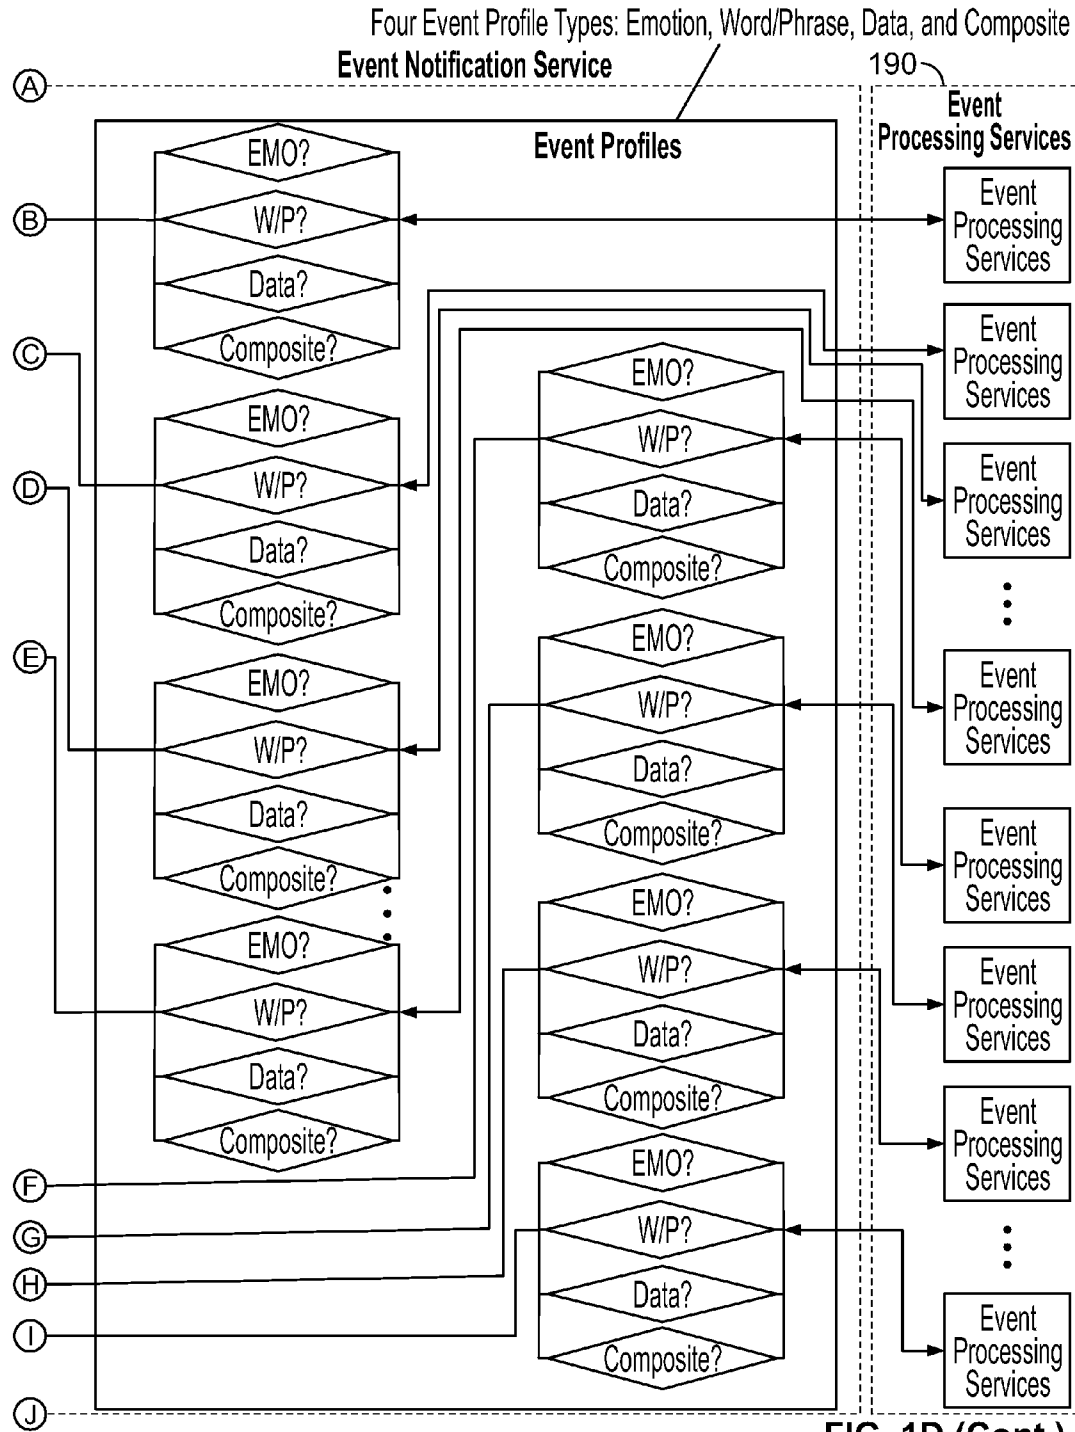 Four Event Profile Types: Emotion, Word/Phrase, Data, and Composite
Event Notification Service
190
A
Event
Processing Services
Event Profiles
EMO?
W/P?
Data?
Composite?
B
Event
Processing
Services
C
EMO?
W/P?
Data?
Composite?
Event
Processing
Services
D
EMO?
W/P?
Data?
Composite?
Event
Processing
Services
E
EMO?
W/P?
Data?
Composite?
Event
Processing
Services
EMO?
W/P?
Data?
Composite?
Event
Processing
Services
EMO?
W/P?
Data?
Composite?
Event
Processing
Services
EMO?
W/P?
Data?
Composite?
Event
Processing
Services
EMO?
W/P?
Data?
Composite?
Event
Processing
Services
F
G
H
I
J
FIG. 1D (Cont.)